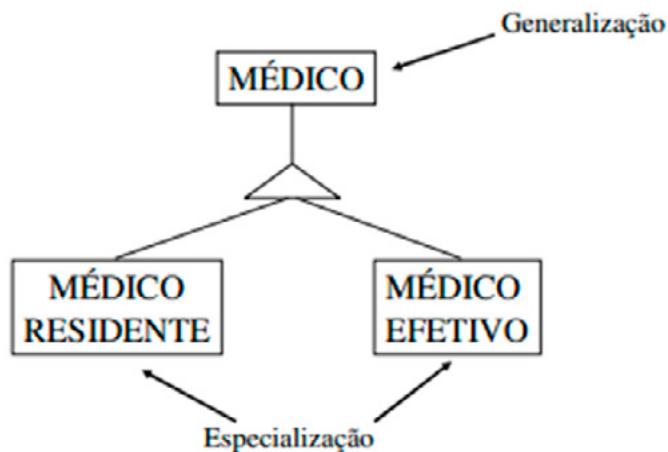 Generalização
MÉDICO
MÉDICO
RESIDENTE
MÉDICO
EFETIVO
Especialização